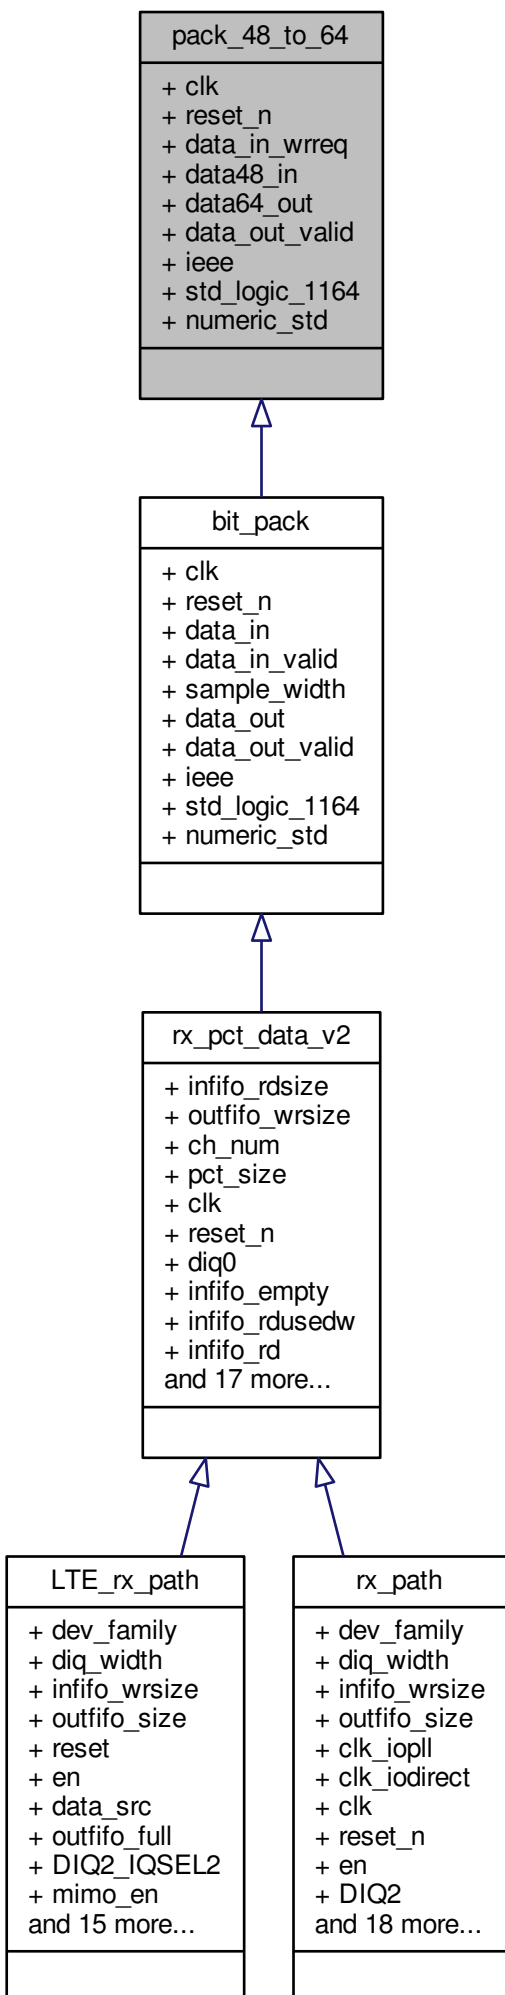 pack_48_to_64
+ clk
+ reset_n
+ data_in_wrreq
+ data48_in
+ data64_out
+ data_out_valid
+ ieee
+ std_logic_1164
+ numeric_std
bit_pack
+ clk
+ reset_n
+ data_in
+ data_in_valid
+ sample_width
+ data_out
+ data_out_valid
+ ieee
+ std_logic_1164
+ numeric_std
rx_pct_data_v2
+ infifo_rdsize
+ outfifo_wrsize
+ ch_num
+ pct_size
+ clk
+ reset_n
+ diq0
+ infifo_empty
+ infifo_rdusedw
+ infifo_rd
and 17 more...
LTE_rx_path
+ dev_family
+ diq_width
+ infifo_wrsize
+ outfifo_size
+ reset
+ en
+ data_src
+ outfifo_full
+ DIQ2_IQSEL2
+ mimo_en
and 15 more...
rx_path
+ dev_family
+ diq_width
+ infifo_wrsize
+ outfifo_size
+ clk_iopll
+ clk_iodirect
+ clk
+ reset_n
+ en
+ DIQ2
and 18 more...